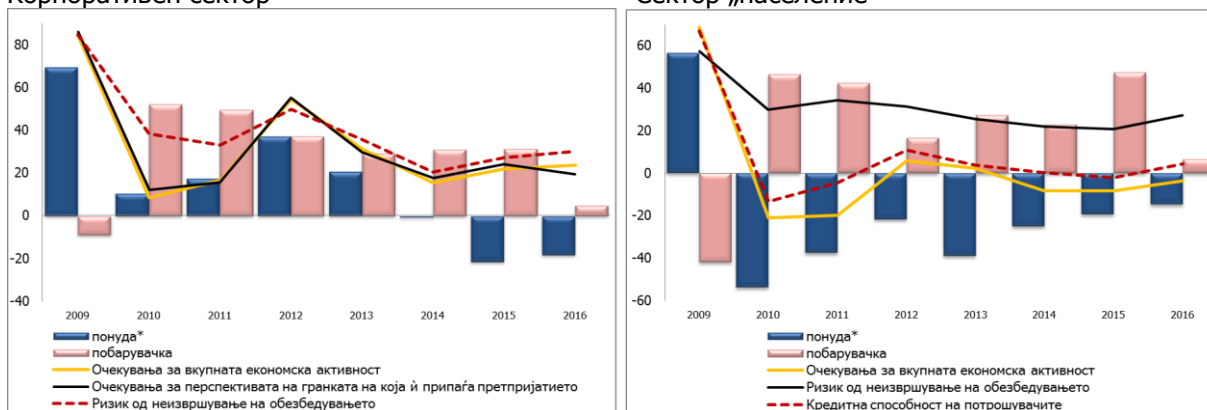 Корпоративен сектор
80
60
40
20
0
-20
-40
2009 2010 2011 2012 2013 2014 2015 2016
понуда*
побарувачка
Очекувања за вкупната економска активност
Очекувања за перспективата на гранката на која ѝ припаѓа претпријатието
Ризик од неизвршување на обезбедувањето
Сектор „население
60
40
20
0
-20
-40
-60
2009 2010 2011 2012 2013 2014 2015 2016
понуда*
побарувачка
Очекувања за вкупната економска активност
Ризик од неизвршување на обезбедувањето
Кредитна способност на потрошувачите